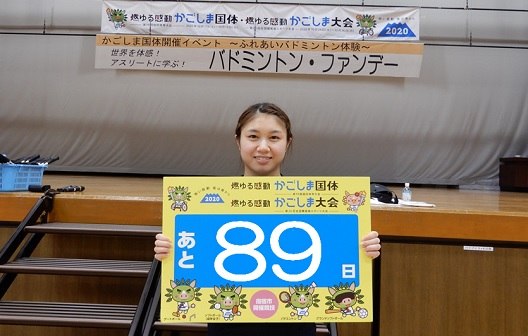 燃ゆる感動 かごしま国体・燃ゆる感動 かごしま大会
2020
かごしま国体開催イベント ～ふれあいバドミントン体験～
世界を体感!
アスリートに学ぶ!
バドミントン・ファンデー
2020
燃ゆる感動 かごしま国体
燃ゆる感動 かごしま大会
あと
89
日
開催競技